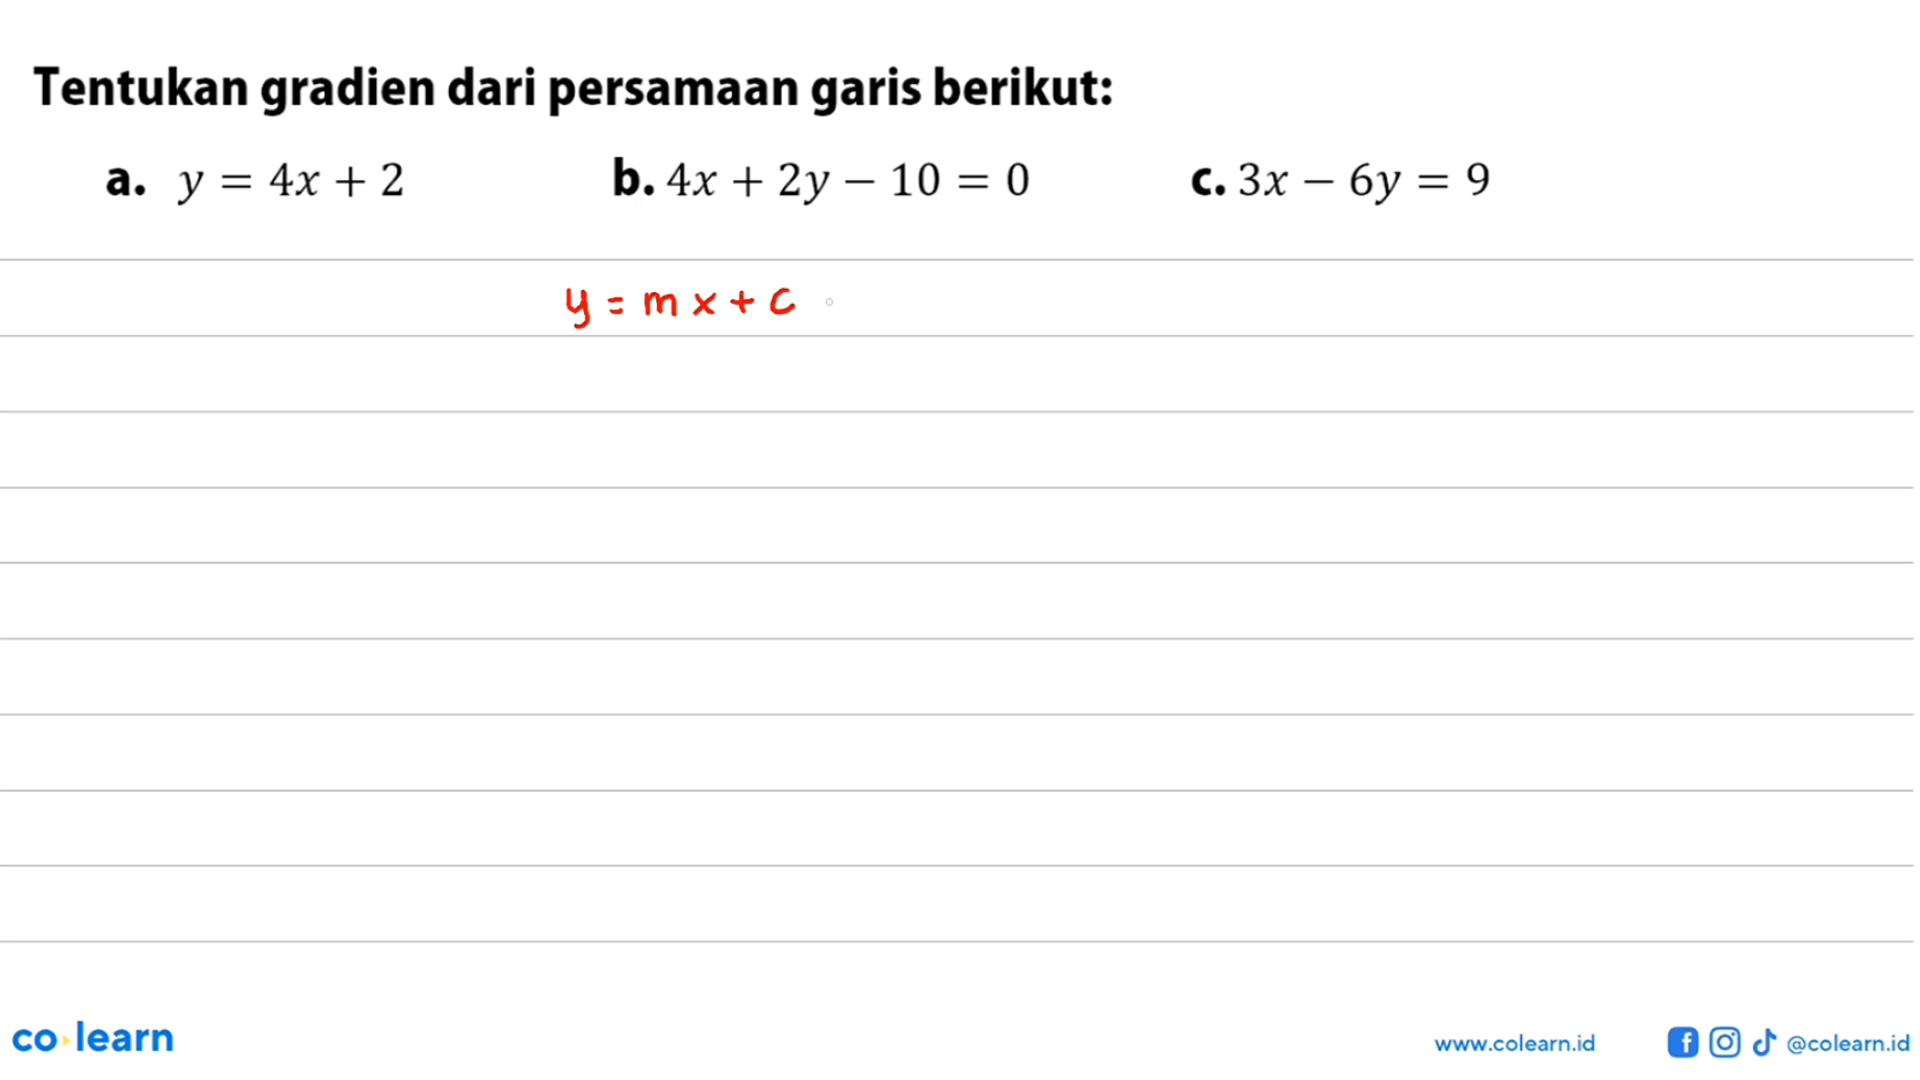 Tentukan gradien dari persamaan garis berikut:
a. y = 4x + 2 b. 4x + 2y − 10 = 0 c. 3x − 6y = 9
y = mx + c
co learn www.colearn.id @colearn.id